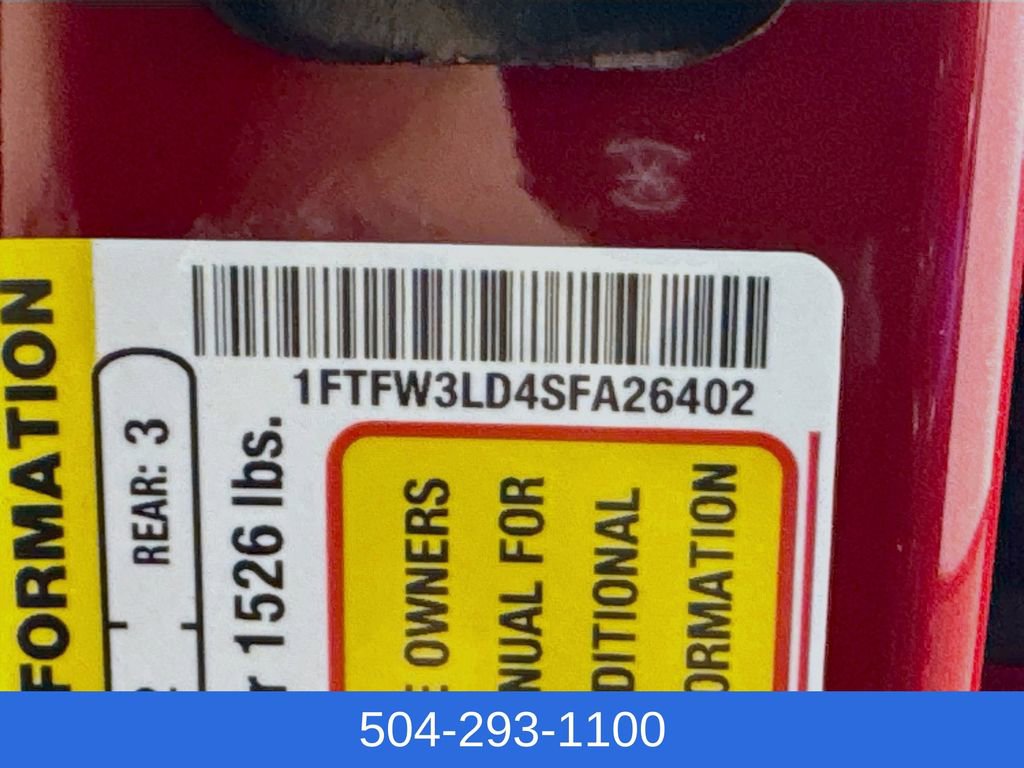 1FTFW3LD4SFA26402
FORMATION
REAR: 3
1526 lbs.
OWNERS
NUAL FOR
DITIONAL
ORMATION
504-293-1100